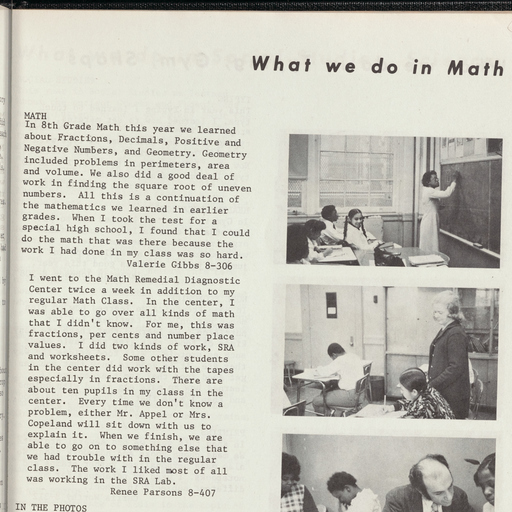 What we do in Math
MATH
In 8th Grade Math this year we learned
about Fractions, Decimals, Positive and
Negative Numbers, and Geometry. Geometry
included problems in perimeters, area
and volume. We also did a good deal of
work in finding the square root of uneven
numbers. All this is a continuation of
the mathematics we learned in earlier
grades. When I took the test for a
special high school, I found that I could
do the math that was there because the
work I had done in my class was so hard.
Valerie Gibbs 8-306
I went to the Math Remedial Diagnostic
Center twice a week in addition to my
regular Math Class. In the center, I
was able to go over all kinds of math
that I didn't know. For me, this was
fractions, per cents and number place
values. I did two kinds of work, SRA
and worksheets. Some other students
in the center did work with the tapes
especially in fractions. There are
about ten pupils in my class in the
center. Every time we don't know a
problem, either Mr. Appel or Mrs.
Copeland will sit down with us to
explain it. When we finish, we are
able to go on to something else that
we had trouble with in the regular
class. The work I liked most of all
was working in the SRA Lab.
Renee Parsons 8-407
IN THE PHOTOS